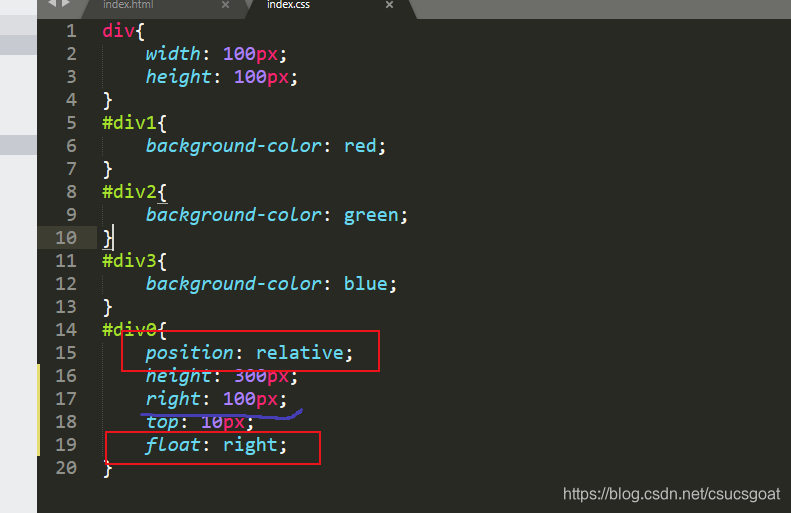 index.html × index.css ×
1 div{
2 width: 100px;
3 height: 100px;
4 }
5 #div1{
6 background-color: red;
7 }
8 #div2{
9 background-color: green;
10 }
11 #div3{
12 background-color: blue;
13 }
14 #div0{
15 position: relative;
16 height: 300px;
17 right: 100px;
18 top: 10px;
19 float: right;
20 }
https://blog.csdn.net/csucsgoat